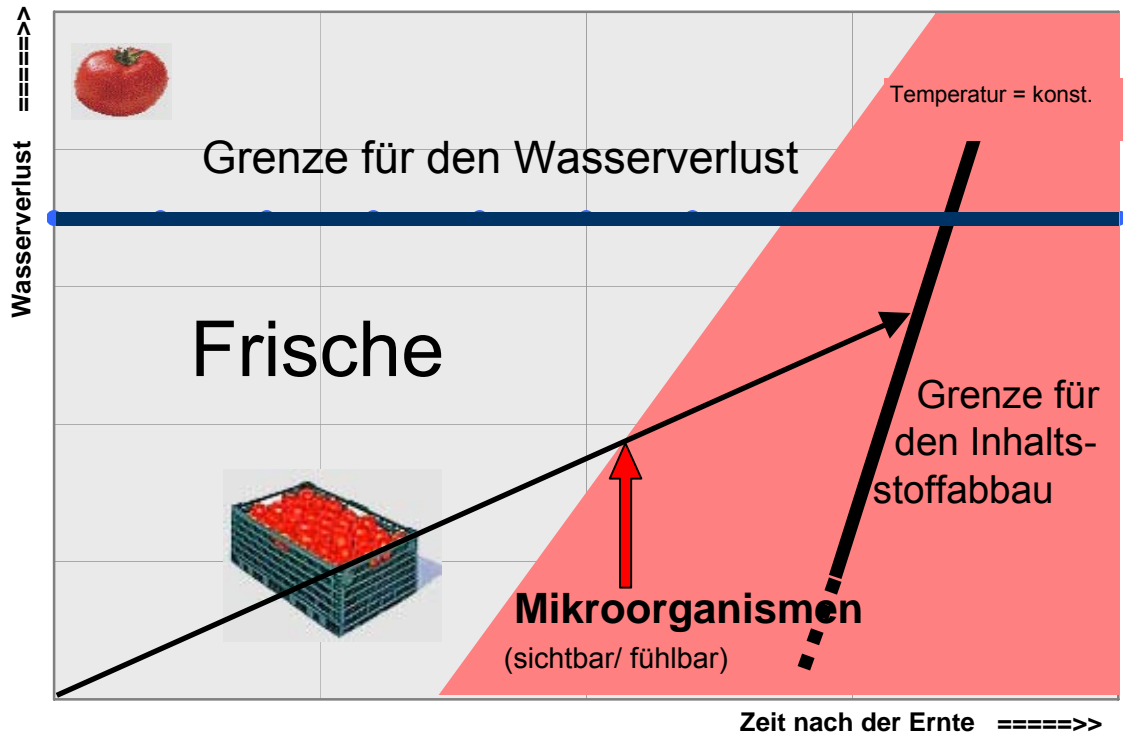 Wasserverlust =====>>
Temperatur = konst.
Grenze für den Wasserverlust
Frische
Grenze für
den Inhalts-
stoffabbau
Mikroorganismen
(sichtbar/ fühlbar)
Zeit nach der Ernte =====>>